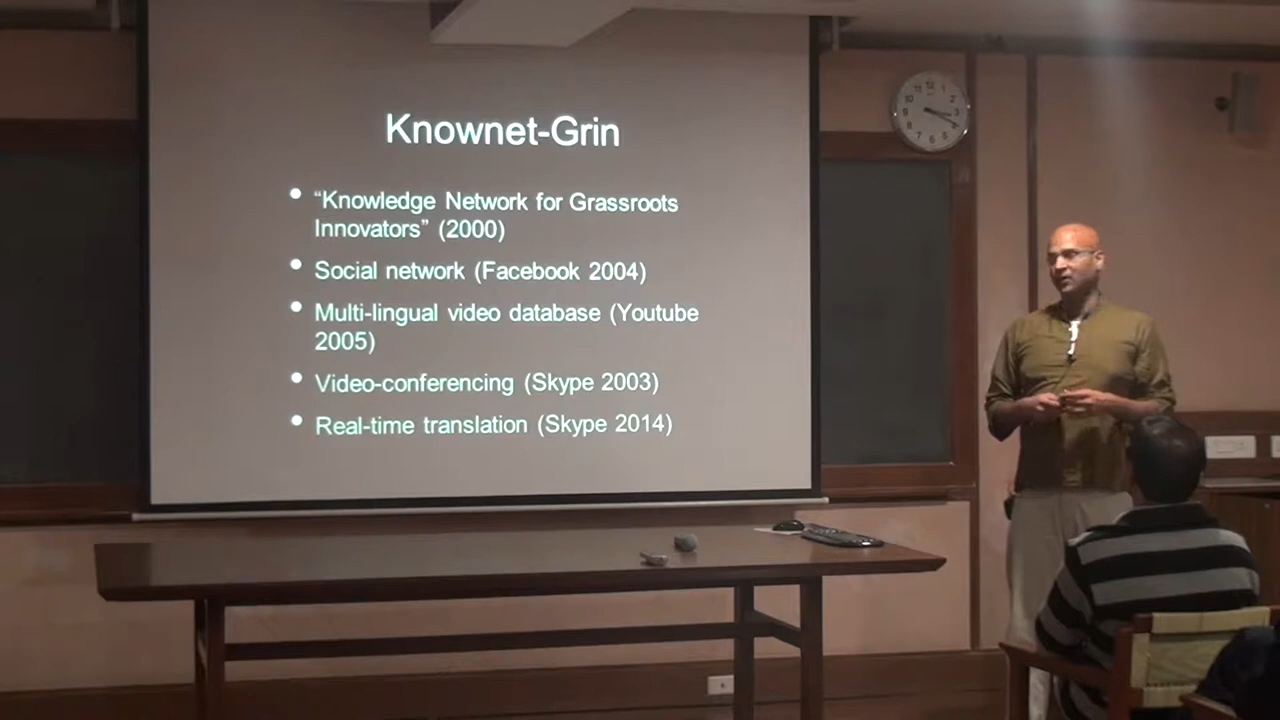 Knownet-Grin
• “Knowledge Network for Grassroots
Innovators” (2000)
• Social network (Facebook 2004)
• Multi-lingual video database (Youtube
2005)
• Video-conferencing (Skype 2003)
• Real-time translation (Skype 2014)